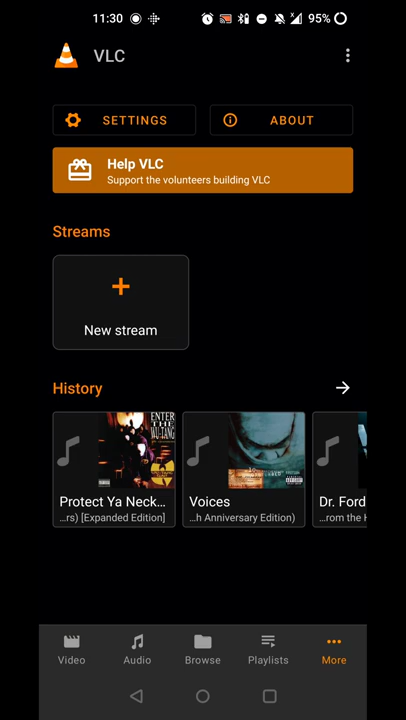 11:30
95%
VLC
SETTINGS
ABOUT
Help VLC
Support the volunteers building VLC
Streams
New stream
History
ENTER
THE
WU-TANG
Protect Ya Neck...
...rs) [Expanded Edition]
Voices
...h Anniversary Edition)
Dr. Ford
...rom the H
Video
Audio
Browse
Playlists
More